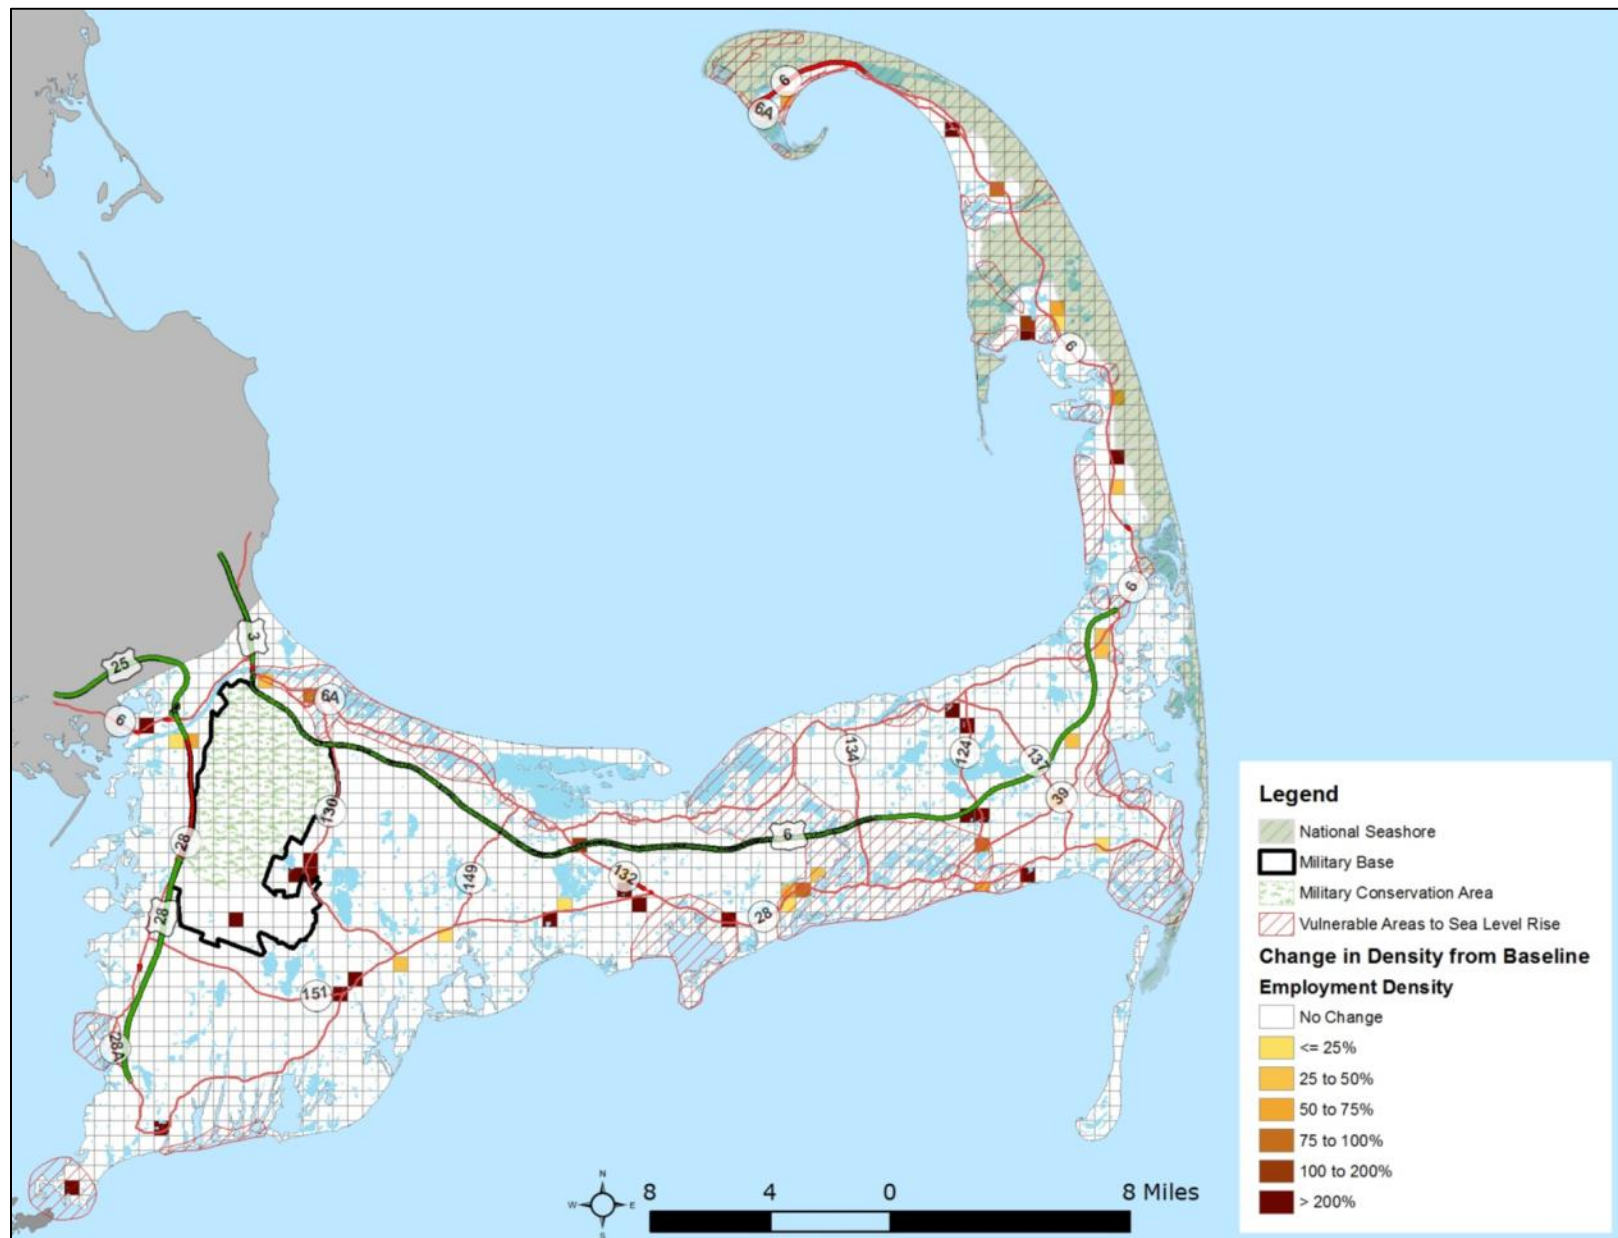 6
6A
6
6
3
25
6A
6
134
124
137
39
130
28
6
149
132
28
28
151
28A
N
W
E
S
8
4
0
8 Miles
Legend
National Seashore
Military Base
Military Conservation Area
Vulnerable Areas to Sea Level Rise
Change in Density from Baseline
Employment Density
No Change
<= 25%
25 to 50%
50 to 75%
75 to 100%
100 to 200%
> 200%